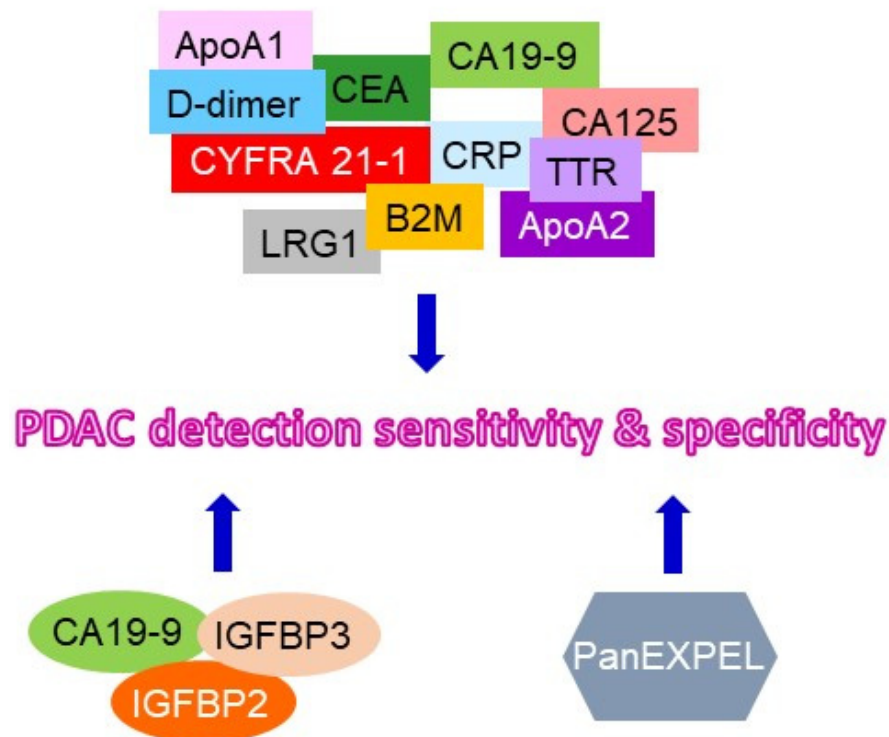 ApoA1
CA19-9
D-dimer
CEA
CA125
CYFRA 21-1
CRP
TTR
B2M
ApoA2
LRG1
PDAC detection sensitivity & specificity
CA19-9
IGFBP3
IGFBP2
PanEXPEL